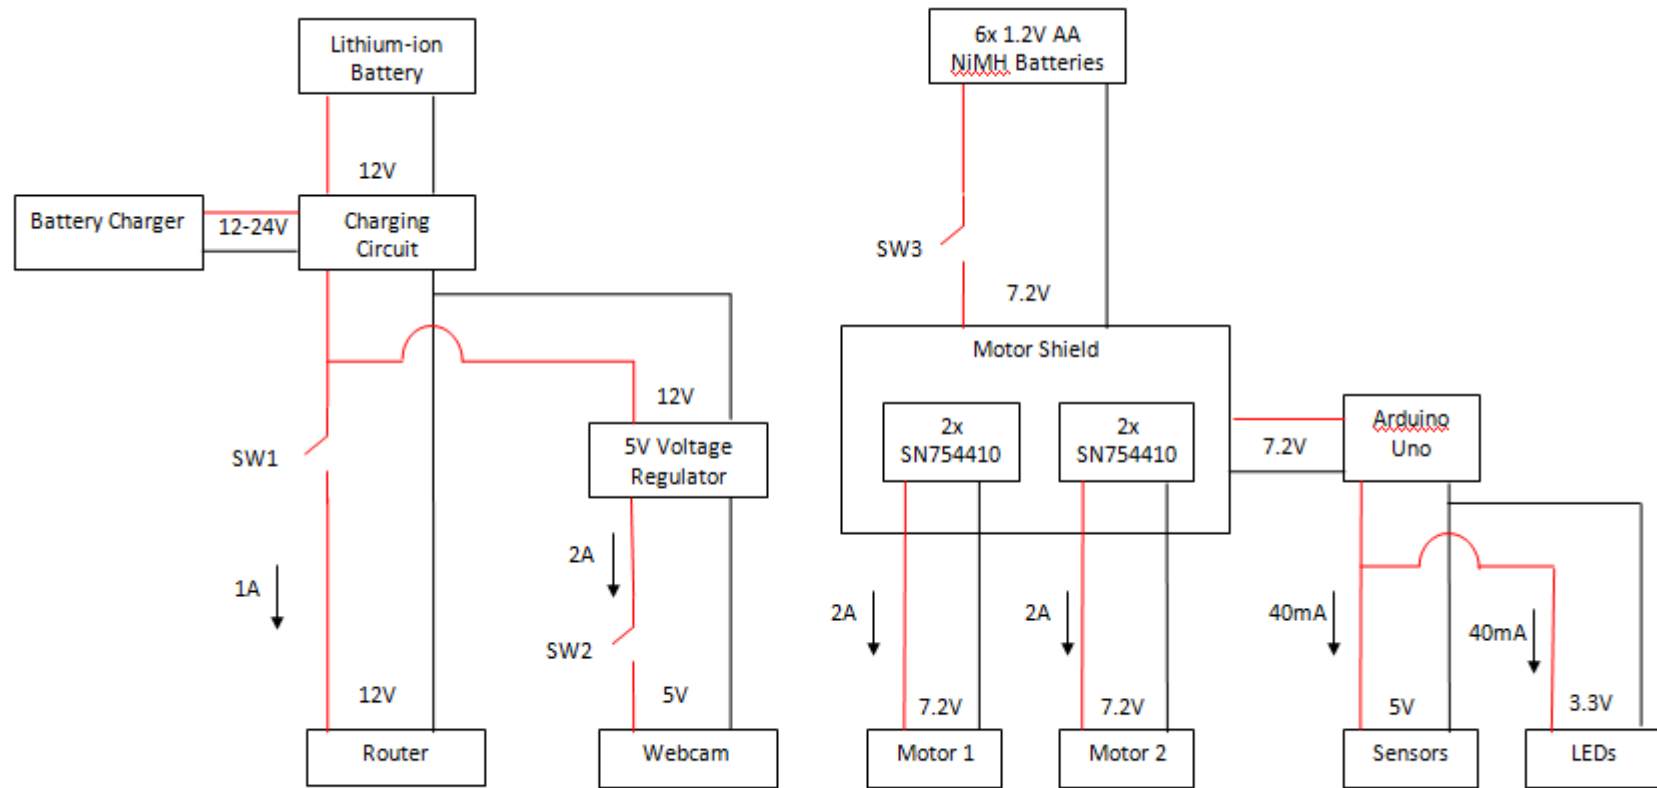 Lithium-ion
Battery
6x 1.2V AA
NiMH Batteries
12V
Battery Charger
12-24V
Charging
Circuit
SW3
7.2V
Motor Shield
12V
5V Voltage
Regulator
SW1
2x
SN754410
2x
SN754410
7.2V
Arduino
Uno
1A
2A
SW2
2A
2A
40mA
40mA
12V
5V
7.2V
7.2V
5V
3.3V
Router
Webcam
Motor 1
Motor 2
Sensors
LEDs